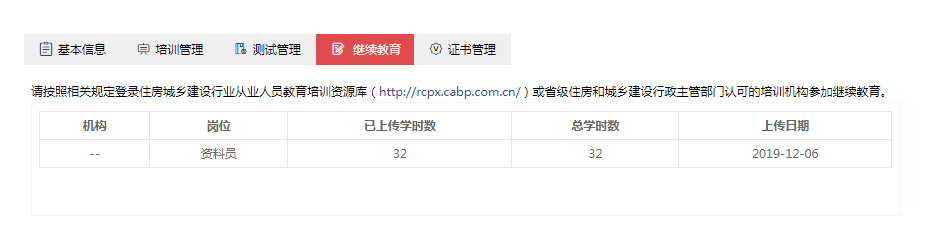 基本信息 培训管理 测试管理 继续教育 证书管理
请按照相关规定登录住房城乡建设行业从业人员教育培训资源库（http://rcpx.cabp.com.cn/）或省级住房和城乡建设行政主管部门认可的培训机构参加继续教育。
机构 岗位 已上传学时数 总学时数 上传日期
-- 资料员 32 32 2019-12-06